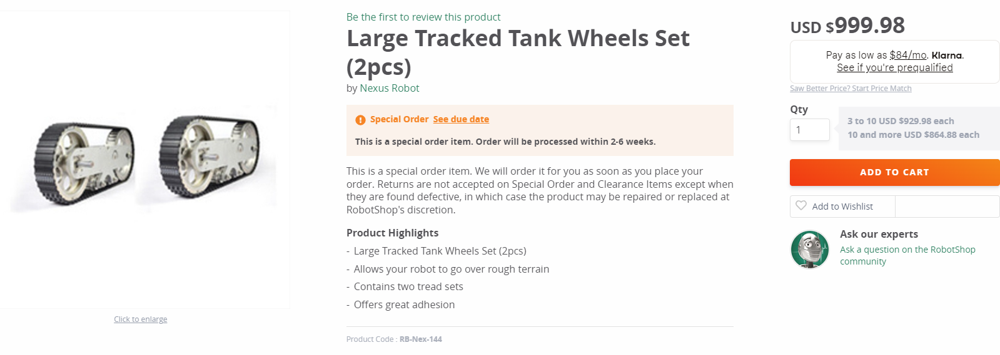 Click to enlarge
Be the first to review this product
Large Tracked Tank Wheels Set
(2pcs)
by Nexus Robot
! Special Order See due date
This is a special order item. Order will be processed within 2-6 weeks.
This is a special order item. We will order it for you as soon as you place your
order. Returns are not accepted on Special Order and Clearance Items except when
they are found defective, in which case the product may be repaired or replaced at
RobotShop's discretion.
Product Highlights
- Large Tracked Tank Wheels Set (2pcs)
- Allows your robot to go over rough terrain
- Contains two tread sets
- Offers great adhesion
Product Code : RB-Nex-144
USD $999.98
Pay as low as $84/mo. Klarna.
See if you're prequalified
Saw Better Price? Start Price Match
Qty
1
3 to 10 USD $929.98 each
10 and more USD $864.88 each
ADD TO CART
Add to Wishlist
Ask our experts
Ask a question on the RobotShop
community